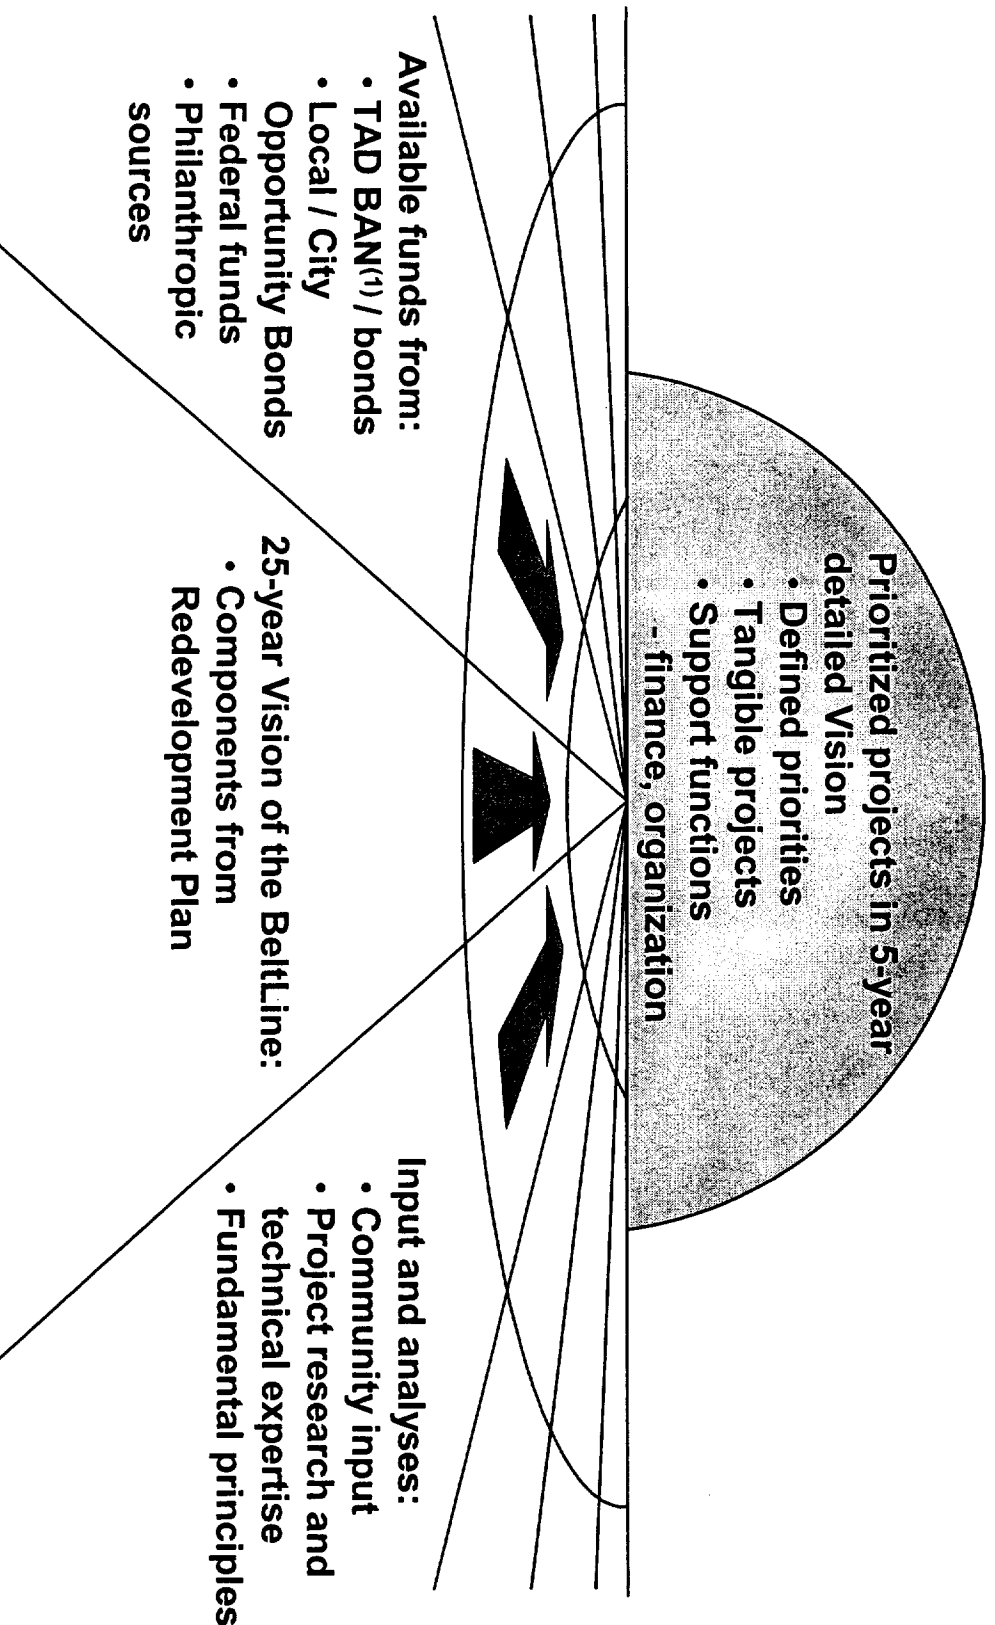 Prioritized projects in 5-year
detailed Vision
• Defined priorities
• Tangible projects
• Support functions
- finance, organization
Available funds from:
• TAD BAN(1) / bonds
• Local / City
Opportunity Bonds
• Federal funds
• Philanthropic
sources
25-year Vision of the BeltLine:
• Components from
Redevelopment Plan
Input and analyses:
• Community input
• Project research and
technical expertise
• Fundamental principles